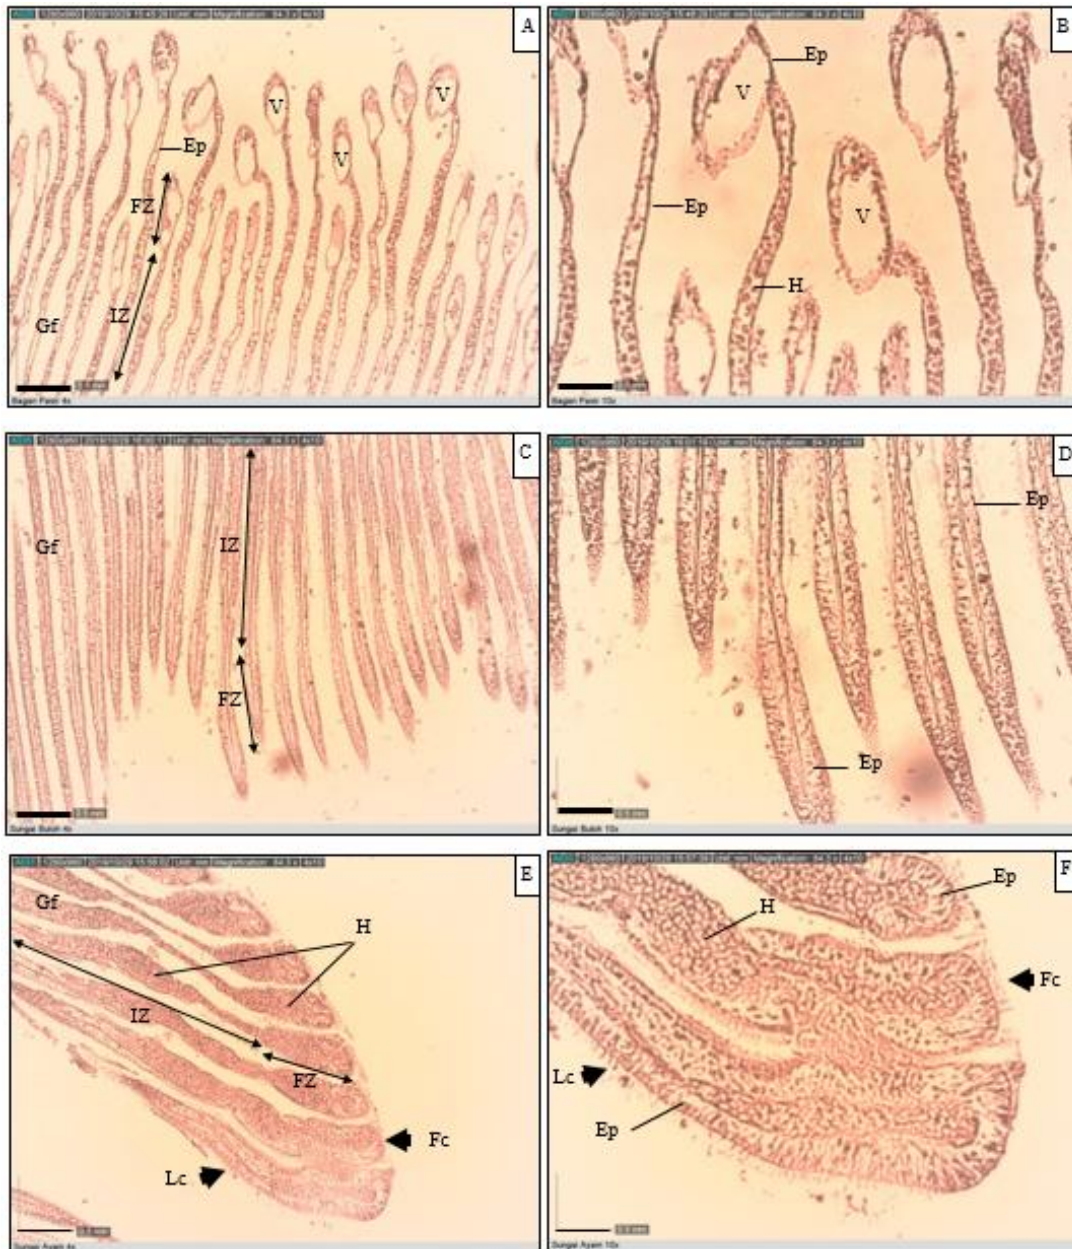 A
V
V
V
Ep
FZ
IZ
Gf
Bagan Pasir 4x
B
Ep
V
Ep
V
H
Bagan Pasir 10x
C
Gf
IZ
FZ
Sungai Buloh 4x
D
Ep
Ep
Sungai Buloh 10x
E
Gf
H
IZ
FZ
Fc
Lc
Sungai Ayam 4x
F
Ep
H
Fc
Lc
Ep
Sungai Ayam 10x